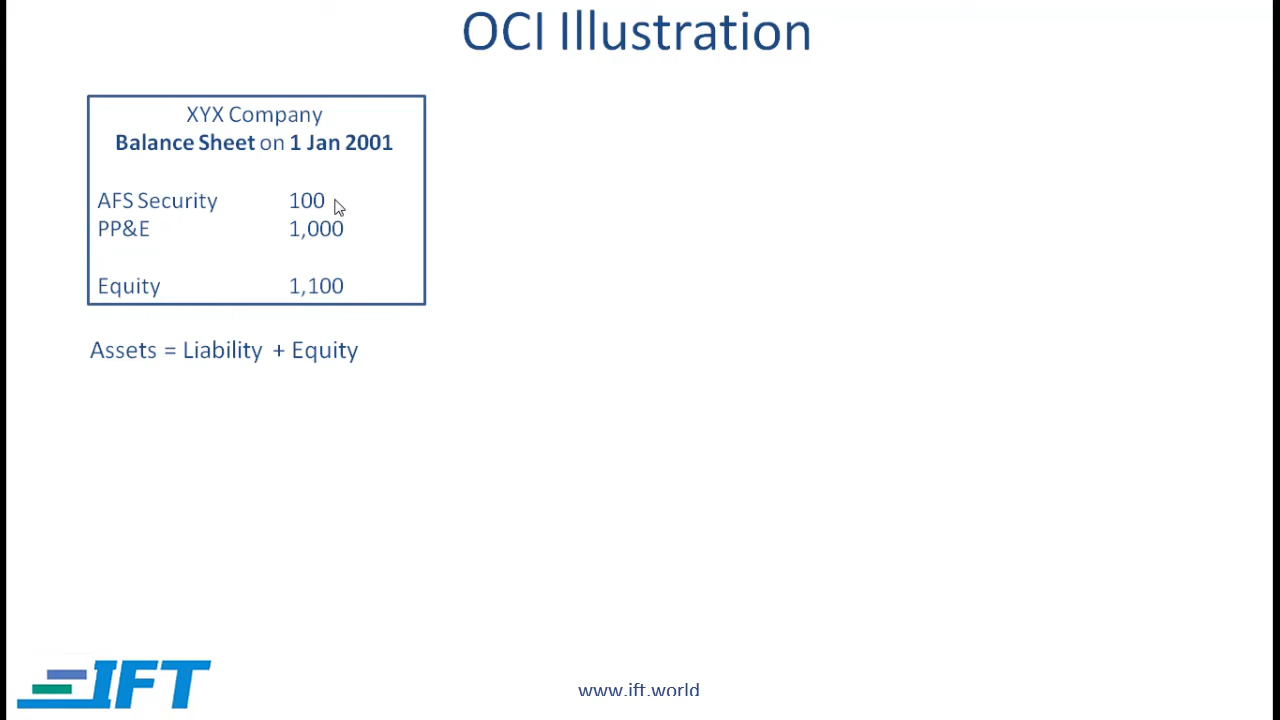 OCI Illustration
XYX Company
Balance Sheet on 1 Jan 2001
AFS Security 100
PP&E 1,000
Equity 1,100
Assets = Liability + Equity
IFT
www.ift.world